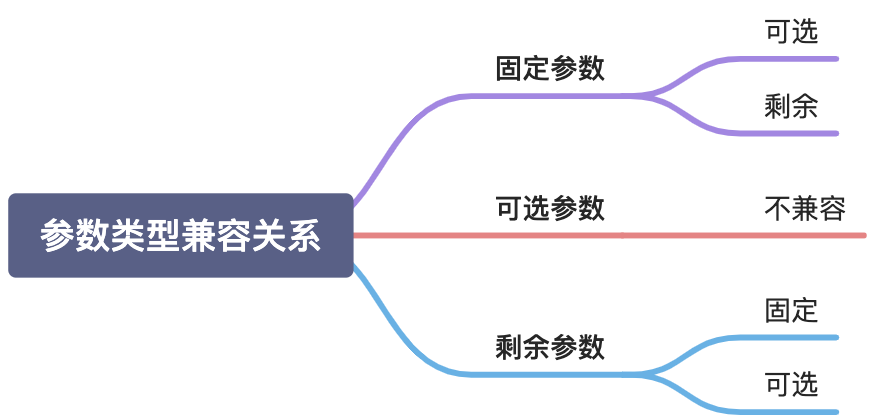 参数类型兼容关系
固定参数
可选
剩余
可选参数
不兼容
剩余参数
固定
可选